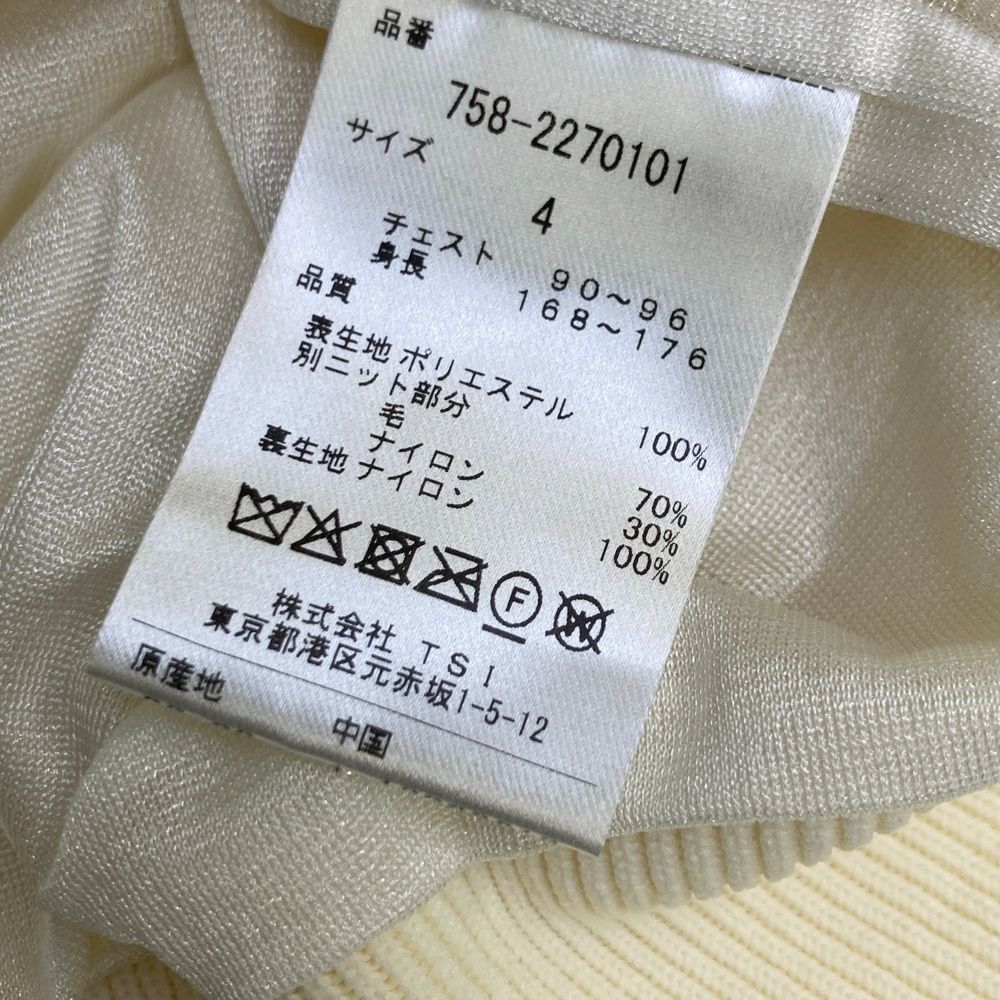 品番
758-2270101
サイズ
4
チェスト 90～96
身長 168～176
品質
表生地 ポリエステル 100%
別ニット部分
毛 70%
ナイロン 30%
裏生地 ナイロン 100%
F
W
株式会社 TSI
東京都港区元赤坂1-5-12
原産地
中国